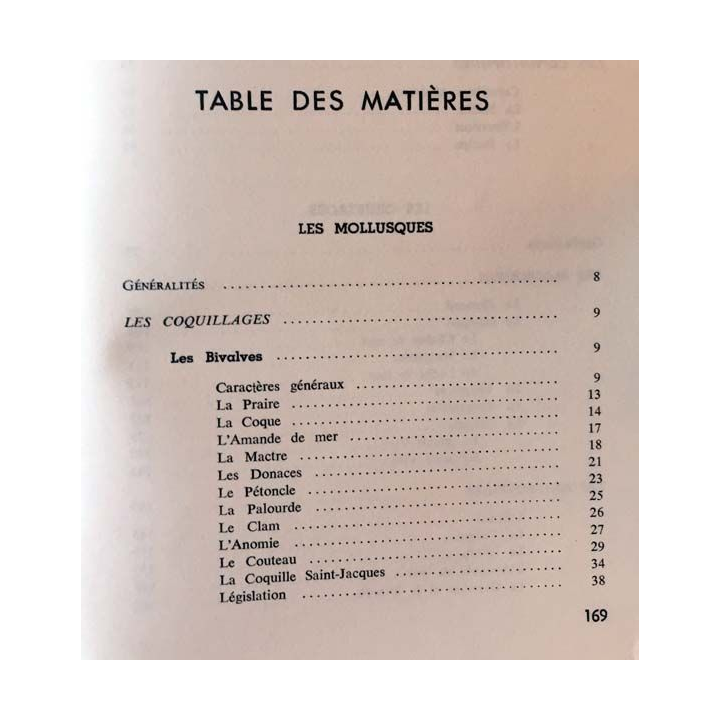 TABLE DES MATIÈRES
LES MOLLUSQUES
GÉNÉRALITÉS .......... 8
LES COQUILLAGES .......... 9
Les Bivalves .......... 9
Caractères généraux .......... 9
La Praire .......... 13
La Coque .......... 14
L'Amande de mer .......... 17
La Mactre .......... 18
Les Donaces .......... 21
Le Pétoncle .......... 23
La Palourde .......... 25
Le Clam .......... 26
L'Anomie .......... 27
Le Couteau .......... 29
La Coquille Saint-Jacques .......... 34
Législation .......... 38
169